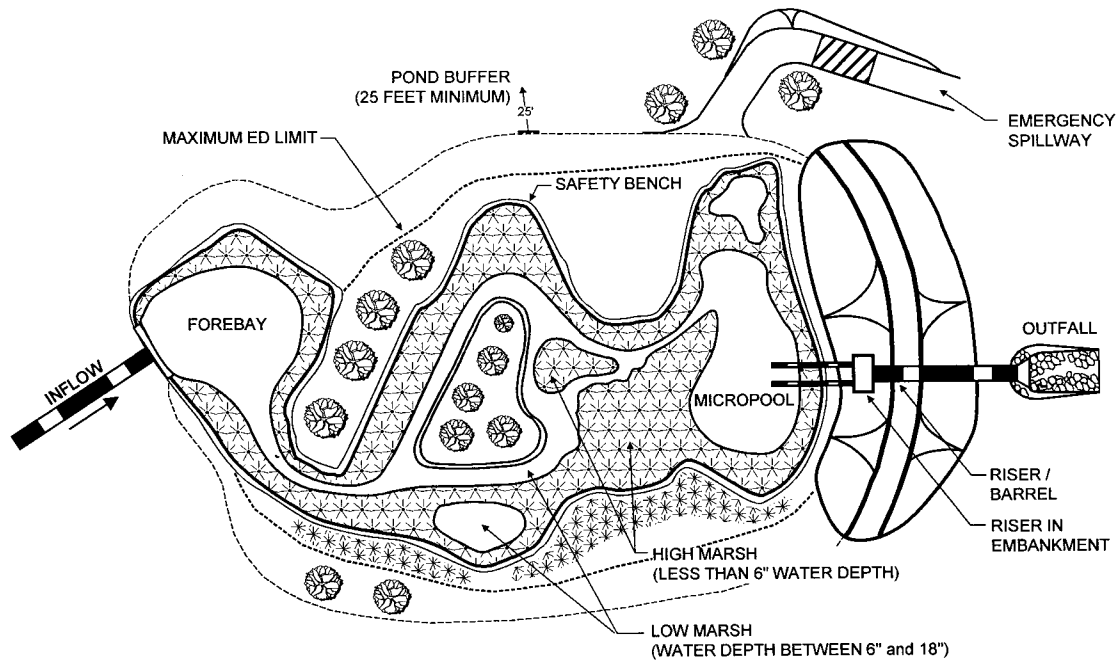 POND BUFFER
(25 FEET MINIMUM)
25'
EMERGENCY
SPILLWAY
MAXIMUM ED LIMIT
SAFETY BENCH
FOREBAY
OUTFALL
INFLOW
MICROPOOL
RISER /
BARREL
RISER IN
EMBANKMENT
HIGH MARSH
(LESS THAN 6" WATER DEPTH)
LOW MARSH
(WATER DEPTH BETWEEN 6" and 18")